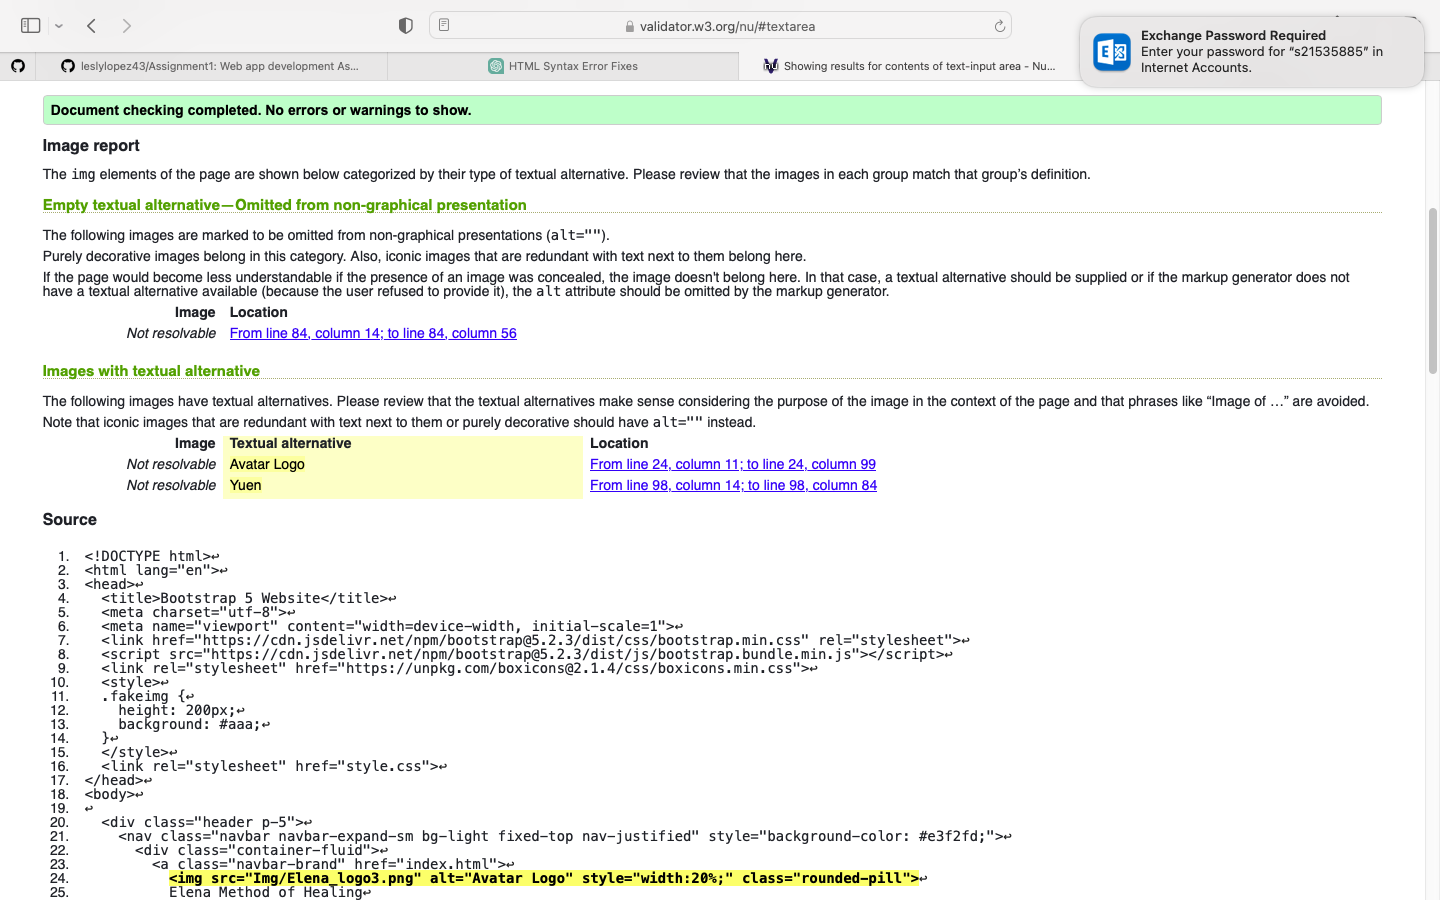 validator.w3.org/nu/#textarea
Exchange Password Required
Enter your password for “s21535885” in
Internet Accounts.
leslylopez43/Assignment1: Web app development As...
HTML Syntax Error Fixes
Showing results for contents of text-input area - Nu...
Document checking completed. No errors or warnings to show.
Image report
The img elements of the page are shown below categorized by their type of textual alternative. Please review that the images in each group match that group’s definition.
Empty textual alternative—Omitted from non-graphical presentation
The following images are marked to be omitted from non-graphical presentations (alt="").
Purely decorative images belong in this category. Also, iconic images that are redundant with text next to them belong here.
If the page would become less understandable if the presence of an image was concealed, the image doesn't belong here. In that case, a textual alternative should be supplied or if the markup generator does not
have a textual alternative available (because the user refused to provide it), the alt attribute should be omitted by the markup generator.
Image Location
Not resolvable From line 84, column 14; to line 84, column 56
Images with textual alternative
The following images have textual alternatives. Please review that the textual alternatives make sense considering the purpose of the image in the context of the page and that phrases like “Image of …” are avoided.
Note that iconic images that are redundant with text next to them or purely decorative should have alt="" instead.
Image Textual alternative Location
Not resolvable Avatar Logo From line 24, column 11; to line 24, column 99
Not resolvable Yuen From line 98, column 14; to line 98, column 84
Source
1. <!DOCTYPE html>↩
2. <html lang="en">↩
3. <head>↩
4. <title>Bootstrap 5 Website</title>↩
5. <meta charset="utf-8">↩
6. <meta name="viewport" content="width=device-width, initial-scale=1">↩
7. <link href="https://cdn.jsdelivr.net/npm/bootstrap@5.2.3/dist/css/bootstrap.min.css" rel="stylesheet">↩
8. <script src="https://cdn.jsdelivr.net/npm/bootstrap@5.2.3/dist/js/bootstrap.bundle.min.js"></script>↩
9. <link rel="stylesheet" href="https://unpkg.com/boxicons@2.1.4/css/boxicons.min.css">↩
10. <style>↩
11. .fakeimg {↩
12. height: 200px;↩
13. background: #aaa;↩
14. }↩
15. </style>↩
16. <link rel="stylesheet" href="style.css">↩
17. </head>↩
18. <body>↩
19. ↩
20. <div class="header p-5">↩
21. <nav class="navbar navbar-expand-sm bg-light fixed-top nav-justified" style="background-color: #e3f2fd;">↩
22. <div class="container-fluid">↩
23. <a class="navbar-brand" href="index.html">↩
24. <img src="Img/Elena_logo3.png" alt="Avatar Logo" style="width:20%;" class="rounded-pill">↩
25. Elena Method of Healing↩